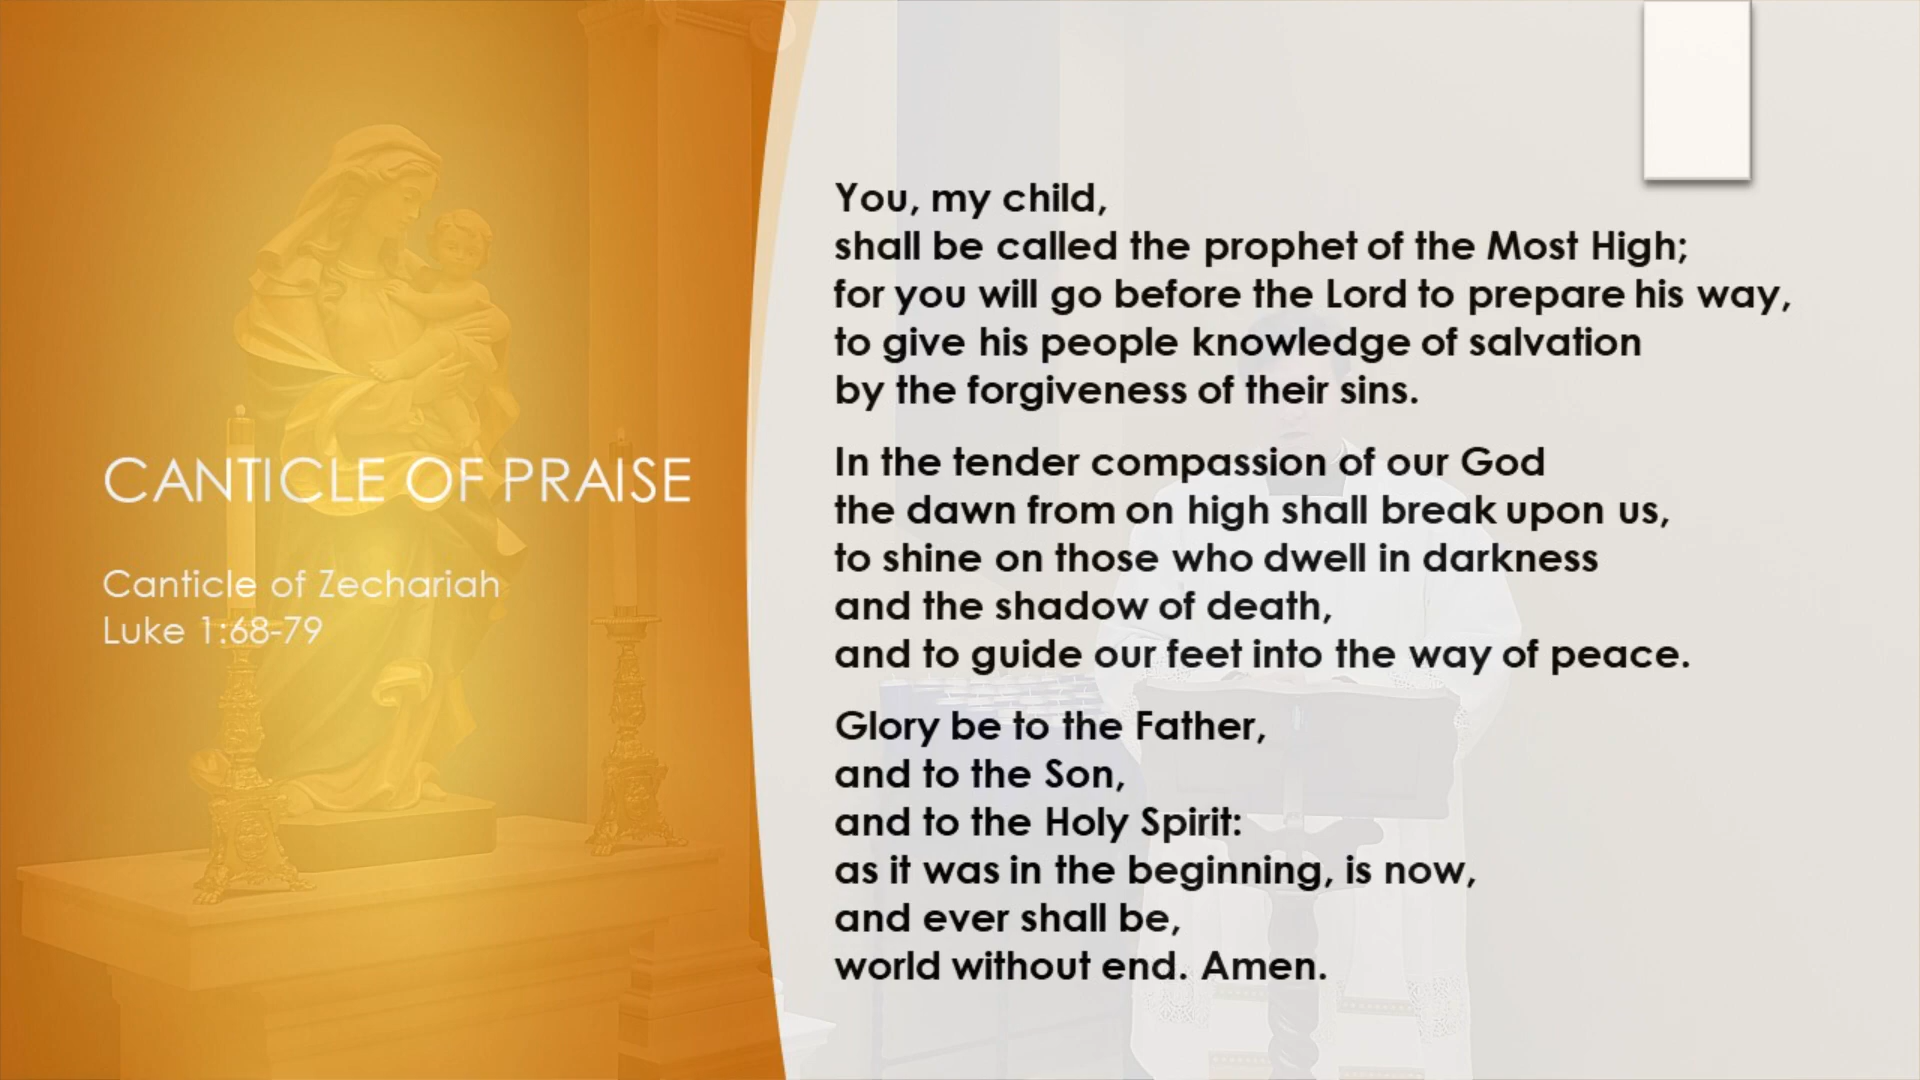 CANTICLE OF PRAISE
Canticle of Zechariah
Luke 1:68-79
You, my child,
shall be called the prophet of the Most High;
for you will go before the Lord to prepare his way,
to give his people knowledge of salvation
by the forgiveness of their sins.
In the tender compassion of our God
the dawn from on high shall break upon us,
to shine on those who dwell in darkness
and the shadow of death,
and to guide our feet into the way of peace.
Glory be to the Father,
and to the Son,
and to the Holy Spirit:
as it was in the beginning, is now,
and ever shall be,
world without end. Amen.